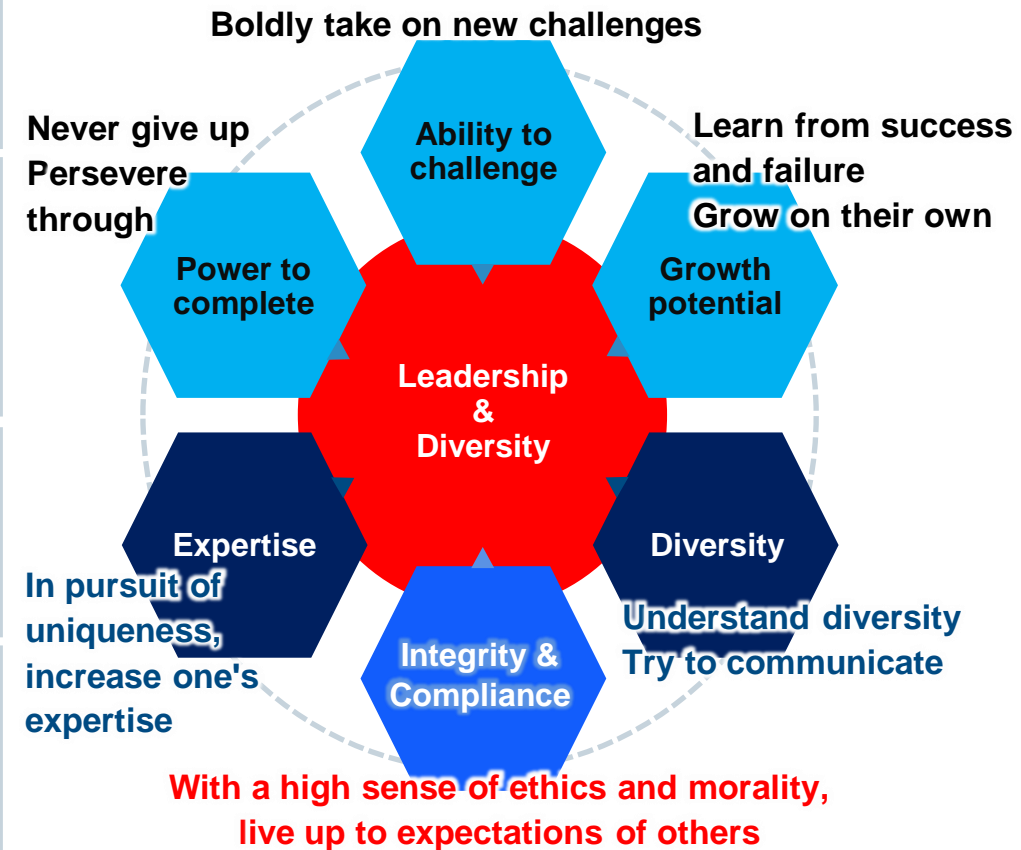 Boldly take on new challenges
Ability to
challenge
Never give up
Persevere
through
Learn from success
and failure
Grow on their own
Power to
complete
Growth
potential
Leadership
&
Diversity
Expertise
Diversity
In pursuit of
uniqueness,
increase one's
expertise
Understand diversity
Try to communicate
Integrity &
Compliance
With a high sense of ethics and morality,
live up to expectations of others